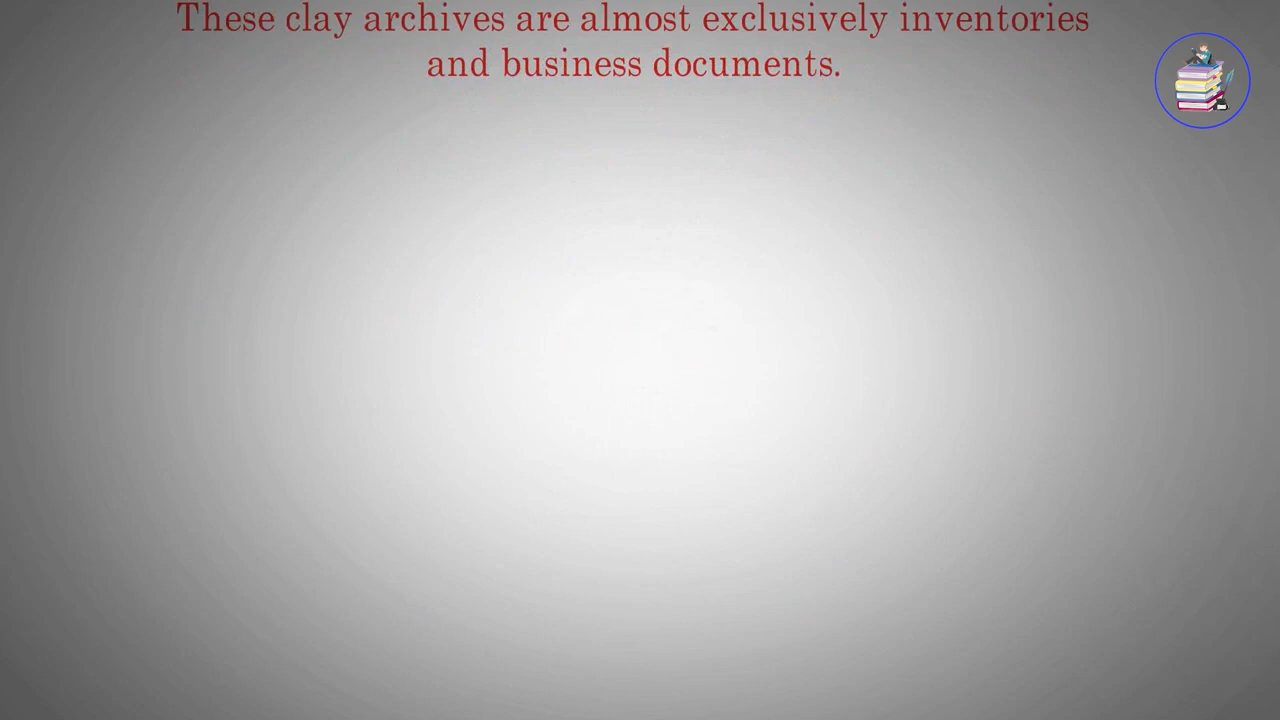 These clay archives are almost exclusively inventories
and business documents.